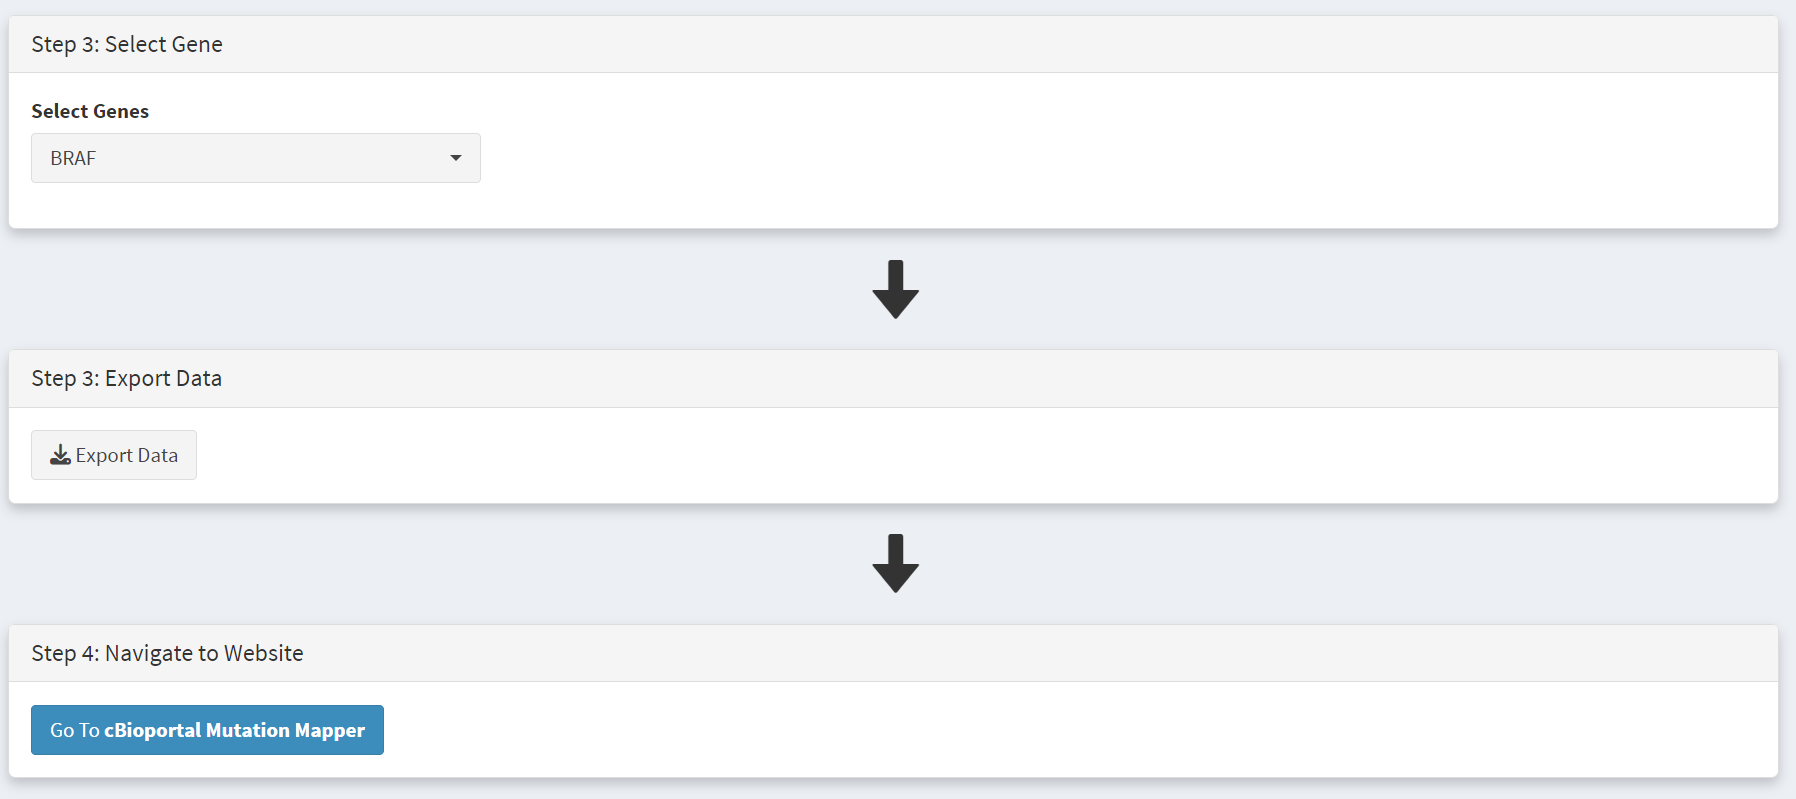 Step 3: Select Gene
Select Genes
BRAF
Step 3: Export Data
Export Data
Step 4: Navigate to Website
Go To cBioportal Mutation Mapper